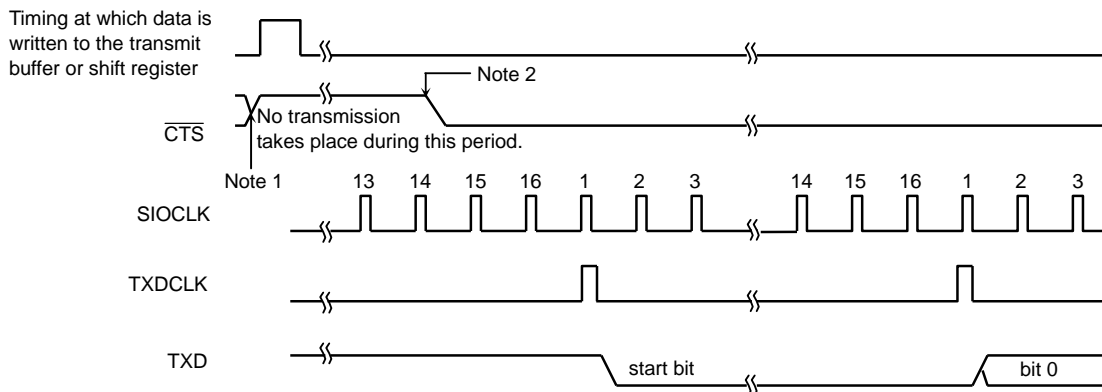 Timing at which data is
written to the transmit
buffer or shift register
Note 2
CTS
No transmission
takes place during this period.
Note 1
13 14 15 16 1 2 3 14 15 16 1 2 3
SIOCLK
TXDCLK
TXD
start bit
bit 0